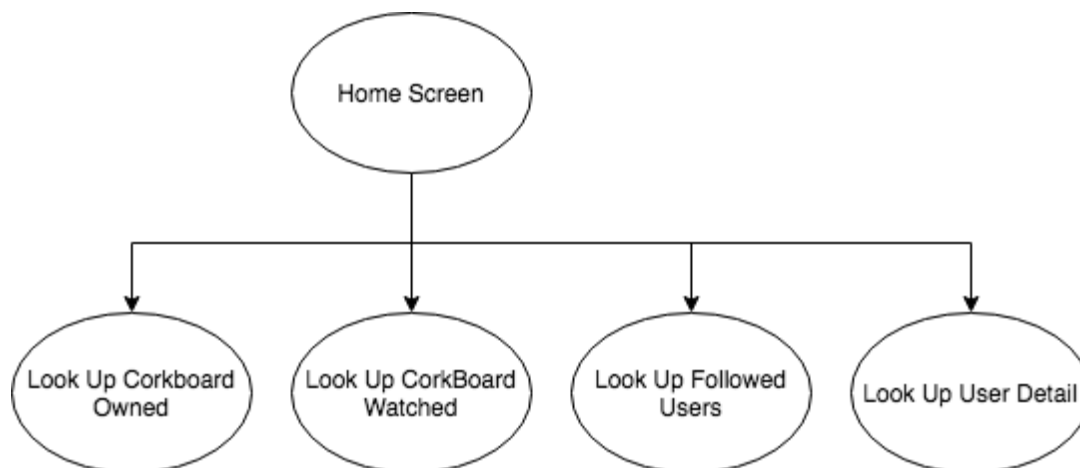 Home Screen
Look Up Corkboard
Owned
Look Up CorkBoard
Watched
Look Up Followed
Users
Look Up User Detail